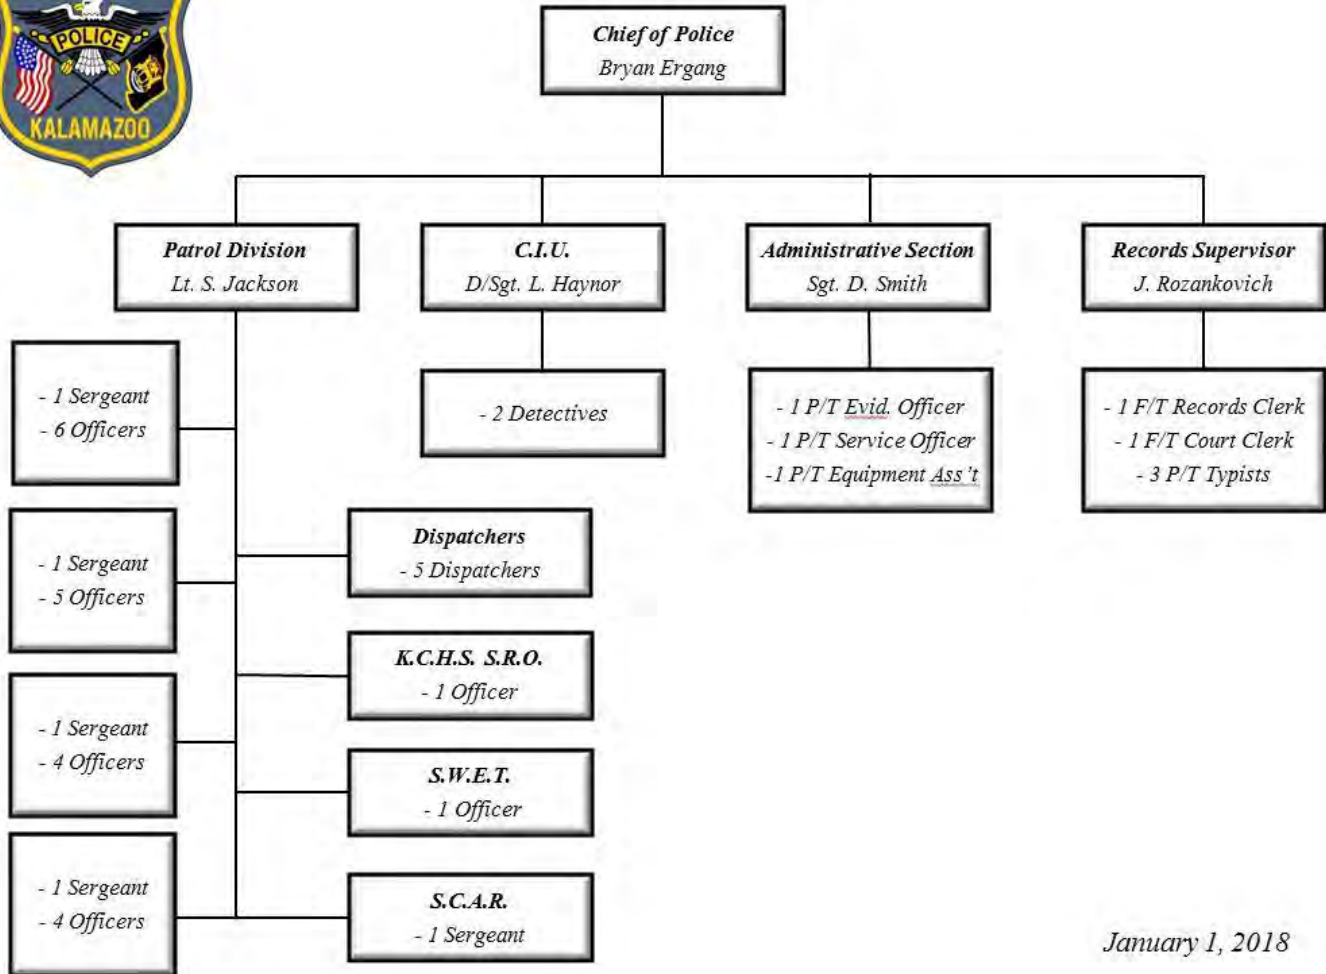 POLICE
KALAMAZOO
Chief of Police
Bryan Ergang
Patrol Division
Lt. S. Jackson
C.I.U.
D/Sgt. L. Haynor
Administrative Section
Sgt. D. Smith
Records Supervisor
J. Rozankovich
- 1 Sergeant
- 6 Officers
- 2 Detectives
- 1 P/T Evid. Officer
- 1 P/T Service Officer
-1 P/T Equipment Ass't
- 1 F/T Records Clerk
- 1 F/T Court Clerk
- 3 P/T Typists
- 1 Sergeant
- 5 Officers
Dispatchers
- 5 Dispatchers
K.C.H.S. S.R.O.
- 1 Officer
- 1 Sergeant
- 4 Officers
S.W.E.T.
- 1 Officer
- 1 Sergeant
- 4 Officers
S.C.A.R.
- 1 Sergeant
January 1, 2018